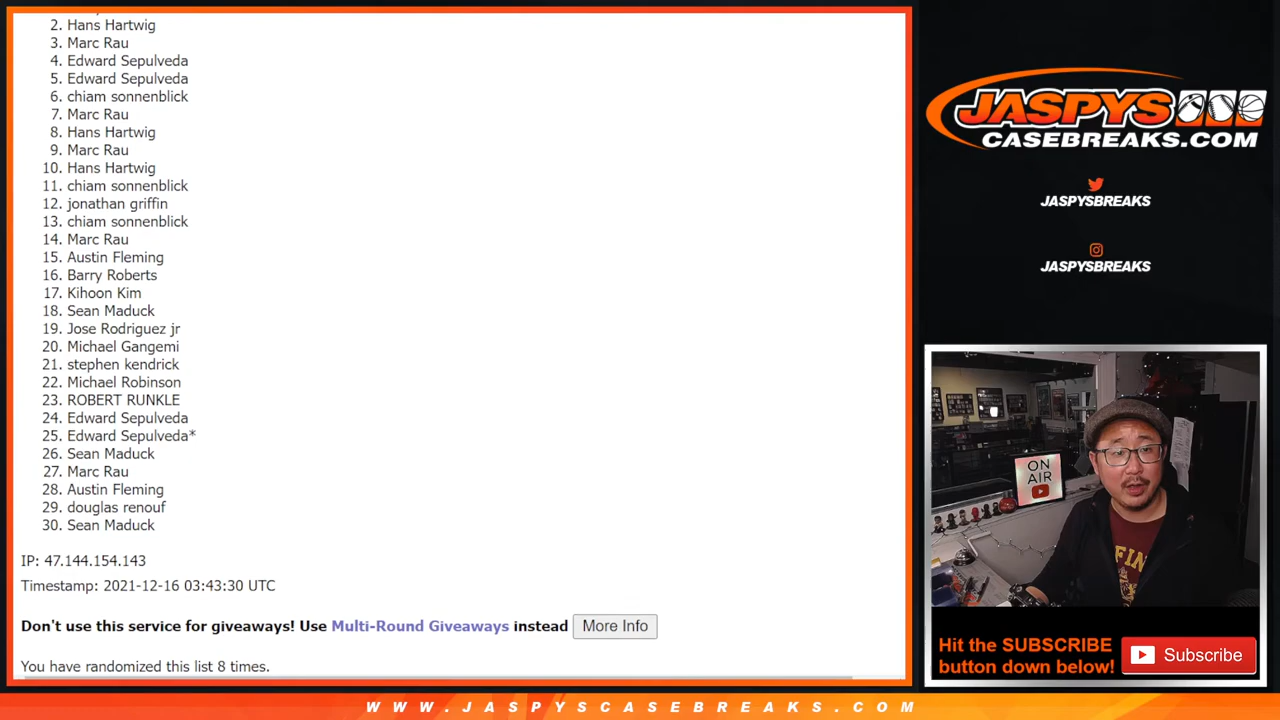 2. Hans Hartwig
3. Marc Rau
4. Edward Sepulveda
5. Edward Sepulveda
6. chiam sonnenblick
7. Marc Rau
8. Hans Hartwig
9. Marc Rau
10. Hans Hartwig
11. chiam sonnenblick
12. jonathan griffin
13. chiam sonnenblick
14. Marc Rau
15. Austin Fleming
16. Barry Roberts
17. Kihoon Kim
18. Sean Maduck
19. Jose Rodriguez jr
20. Michael Gangemi
21. stephen kendrick
22. Michael Robinson
23. ROBERT RUNKLE
24. Edward Sepulveda
25. Edward Sepulveda*
26. Sean Maduck
27. Marc Rau
28. Austin Fleming
29. douglas renouf
30. Sean Maduck
IP: 47.144.154.143
Timestamp: 2021-12-16 03:43:30 UTC
Don't use this service for giveaways! Use Multi-Round Giveaways instead More Info
You have randomized this list 8 times.
JASPYS
CASEBREAKS.COM
JASPYSBREAKS
JASPYSBREAKS
ON
AIR
Hit the SUBSCRIBE
button down below!
Subscribe
WWW.JASPYSCASEBREAKS.COM